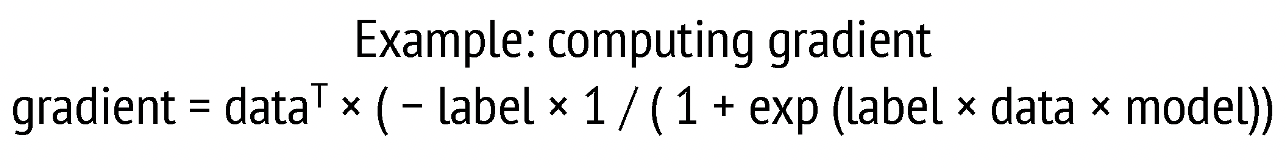 Example: computing gradient
gradient = dataᵀ × ( − label × 1 / ( 1 + exp (label × data × model))